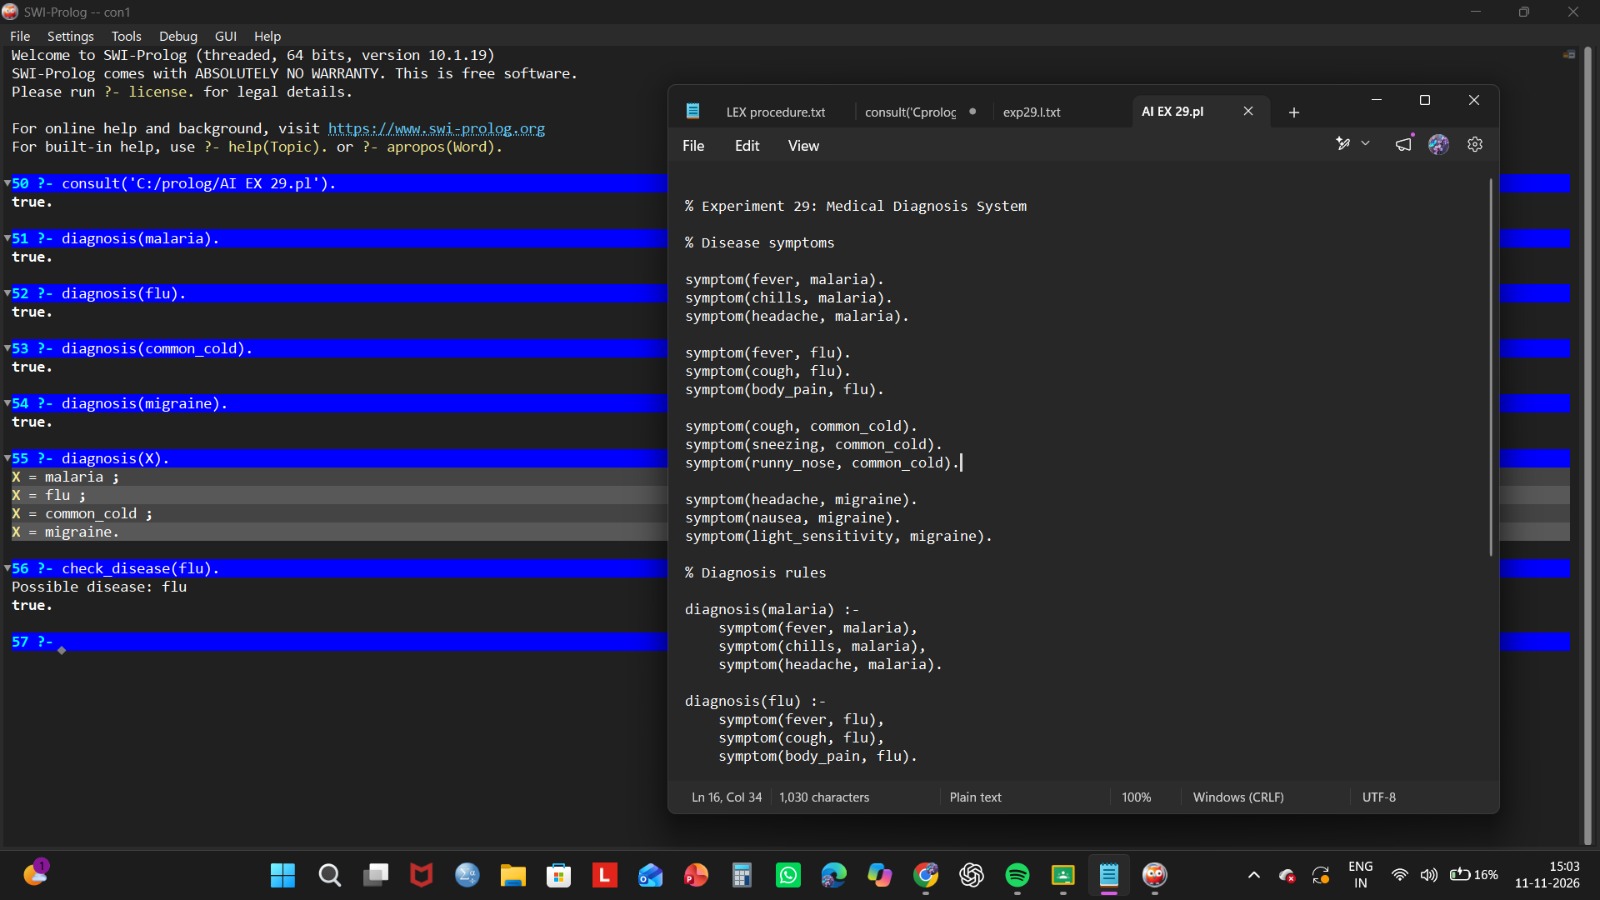 SWI-Prolog -- con1
File Settings Tools Debug GUI Help
Welcome to SWI-Prolog (threaded, 64 bits, version 10.1.19)
SWI-Prolog comes with ABSOLUTELY NO WARRANTY. This is free software.
Please run ?- license. for legal details.
For online help and background, visit https://www.swi-prolog.org
For built-in help, use ?- help(Topic). or ?- apropos(Word).
50 ?- consult('C:/prolog/AI EX 29.pl').
true.
51 ?- diagnosis(malaria).
true.
52 ?- diagnosis(flu).
true.
53 ?- diagnosis(common_cold).
true.
54 ?- diagnosis(migraine).
true.
55 ?- diagnosis(X).
X = malaria ;
X = flu ;
X = common_cold ;
X = migraine.
56 ?- check_disease(flu).
Possible disease: flu
true.
57 ?-
LEX procedure.txt consult('Cprolog exp29.l.txt AI EX 29.pl
File Edit View
% Experiment 29: Medical Diagnosis System
% Disease symptoms
symptom(fever, malaria).
symptom(chills, malaria).
symptom(headache, malaria).
symptom(fever, flu).
symptom(cough, flu).
symptom(body_pain, flu).
symptom(cough, common_cold).
symptom(sneezing, common_cold).
symptom(runny_nose, common_cold).
symptom(headache, migraine).
symptom(nausea, migraine).
symptom(light_sensitivity, migraine).
% Diagnosis rules
diagnosis(malaria) :-
symptom(fever, malaria),
symptom(chills, malaria),
symptom(headache, malaria).
diagnosis(flu) :-
symptom(fever, flu),
symptom(cough, flu),
symptom(body_pain, flu).
Ln 16, Col 34 1,030 characters Plain text 100% Windows (CRLF) UTF-8
1
L
P
ENG
IN
16%
15:03
11-11-2026